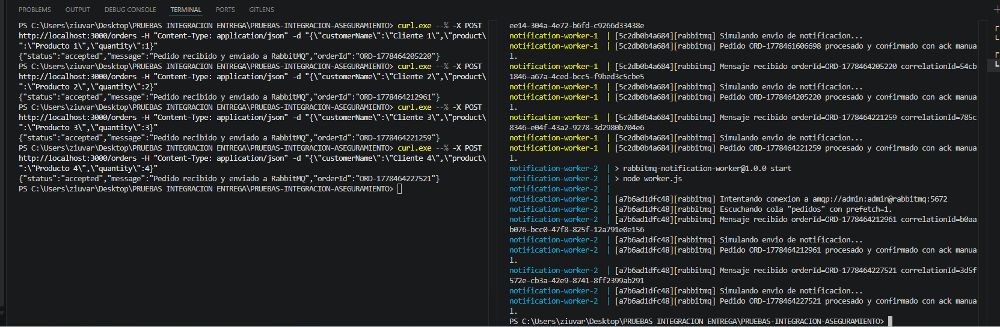 PROBLEMS OUTPUT DEBUG CONSOLE TERMINAL PORTS GITLENS
PS C:\Users\ziuvar\Desktop\PRUEBAS INTEGRACION ENTREGA\PRUEBAS-INTEGRACION-ASEGURAMIENTO> curl.exe --% -X POST
http://localhost:3000/orders -H "Content-Type: application/json" -d "{\"customerName\":\"Cliente 1\",\"product\
":\"Producto 1\",\"quantity\":1}"
{"status":"accepted","message":"Pedido recibido y enviado a RabbitMQ","orderId":"ORD-1778464205220"}
PS C:\Users\ziuvar\Desktop\PRUEBAS INTEGRACION ENTREGA\PRUEBAS-INTEGRACION-ASEGURAMIENTO> curl.exe --% -X POST
http://localhost:3000/orders -H "Content-Type: application/json" -d "{\"customerName\":\"Cliente 2\",\"product\
":\"Producto 2\",\"quantity\":2}"
{"status":"accepted","message":"Pedido recibido y enviado a RabbitMQ","orderId":"ORD-1778464212961"}
PS C:\Users\ziuvar\Desktop\PRUEBAS INTEGRACION ENTREGA\PRUEBAS-INTEGRACION-ASEGURAMIENTO> curl.exe --% -X POST
http://localhost:3000/orders -H "Content-Type: application/json" -d "{\"customerName\":\"Cliente 3\",\"product\
":\"Producto 3\",\"quantity\":3}"
{"status":"accepted","message":"Pedido recibido y enviado a RabbitMQ","orderId":"ORD-1778464221259"}
PS C:\Users\ziuvar\Desktop\PRUEBAS INTEGRACION ENTREGA\PRUEBAS-INTEGRACION-ASEGURAMIENTO> curl.exe --% -X POST
http://localhost:3000/orders -H "Content-Type: application/json" -d "{\"customerName\":\"Cliente 4\",\"product\
":\"Producto 4\",\"quantity\":4}
{"status":"accepted","message":"Pedido recibido y enviado a RabbitMQ","orderId":"ORD-1778464227521"}
PS C:\Users\ziuvar\Desktop\PRUEBAS INTEGRACION ENTREGA\PRUEBAS-INTEGRACION-ASEGURAMIENTO>
ee14-304a-4e72-b6fd-c9266d33438e
notification-worker-1 | [5c2db0b4a684][rabbitmq] Simulando envio de notificacion...
notification-worker-1 | [5c2db0b4a684][rabbitmq] Pedido ORD-1778461606698 procesado y confirmado con ack manua
l.
notification-worker-1 | [5c2db0b4a684][rabbitmq] Mensaje recibido orderId=ORD-1778464205220 correlationId=54cb
1846-a67a-4ced-bcc5-f9bed3c5cbe5
notification-worker-1 | [5c2db0b4a684][rabbitmq] Simulando envio de notificacion...
notification-worker-1 | [5c2db0b4a684][rabbitmq] Pedido ORD-1778464205220 procesado y confirmado con ack manua
l.
notification-worker-1 | [5c2db0b4a684][rabbitmq] Mensaje recibido orderId=ORD-1778464221259 correlationId=785c
8346-e04f-43a2-9278-3d2980b704e6
notification-worker-1 | [5c2db0b4a684][rabbitmq] Simulando envio de notificacion...
notification-worker-1 | [5c2db0b4a684][rabbitmq] Pedido ORD-1778464221259 procesado y confirmado con ack manua
l.
notification-worker-2 | > rabbitmq-notification-worker@1.0.0 start
notification-worker-2 | > node worker.js
notification-worker-2 |
notification-worker-2 | [a7b6ad1dfc48][rabbitmq] Intentando conexion a amqp://admin:admin@rabbitmq:5672
notification-worker-2 | [a7b6ad1dfc48][rabbitmq] Escuchando cola "pedidos" con prefetch=1.
notification-worker-2 | [a7b6ad1dfc48][rabbitmq] Mensaje recibido orderId=ORD-1778464212961 correlationId=b0aa
b076-bcc0-47f8-825f-12a791e0e156
notification-worker-2 | [a7b6ad1dfc48][rabbitmq] Simulando envio de notificacion...
notification-worker-2 | [a7b6ad1dfc48][rabbitmq] Pedido ORD-1778464212961 procesado y confirmado con ack manua
l.
notification-worker-2 | [a7b6ad1dfc48][rabbitmq] Mensaje recibido orderId=ORD-1778464227521 correlationId=3d5f
572e-cb3a-42e9-8741-8ff2399ab291
notification-worker-2 | [a7b6ad1dfc48][rabbitmq] Simulando envio de notificacion...
notification-worker-2 | [a7b6ad1dfc48][rabbitmq] Pedido ORD-1778464227521 procesado y confirmado con ack manua
l.
PS C:\Users\ziuvar\Desktop\PRUEBAS INTEGRACION ENTREGA\PRUEBAS-INTEGRACION-ASEGURAMIENTO>